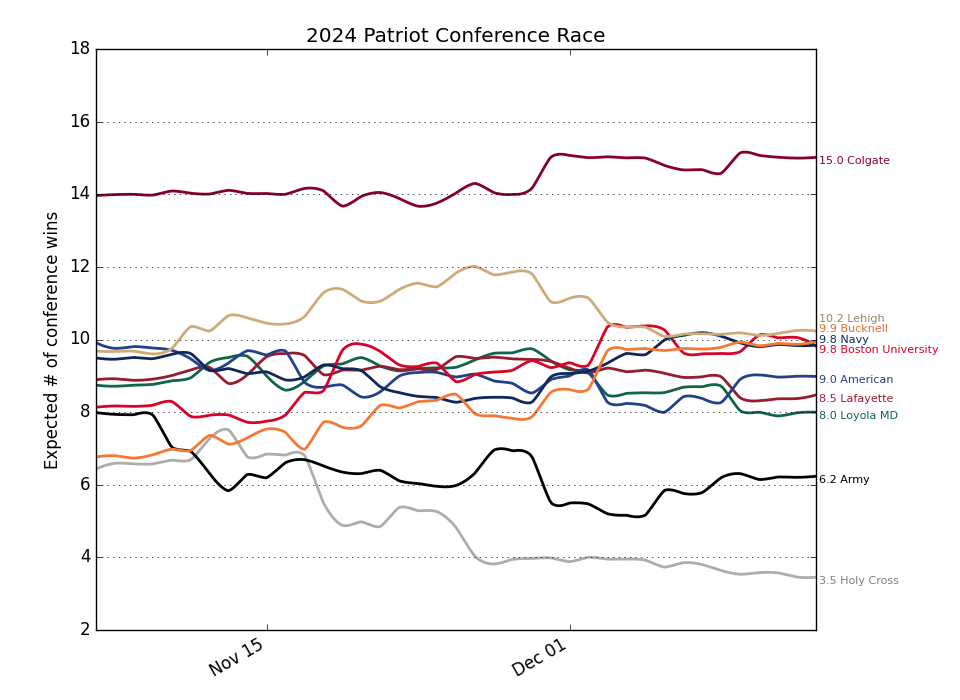 2024 Patriot Conference Race
Expected # of conference wins
18
16
14
12
10
8
6
4
2
Nov 15
Dec 01
15.0 Colgate
10.2 Lehigh
9.9 Bucknell
9.8 Navy
9.8 Boston University
9.0 American
8.5 Lafayette
8.0 Loyola MD
6.2 Army
3.5 Holy Cross